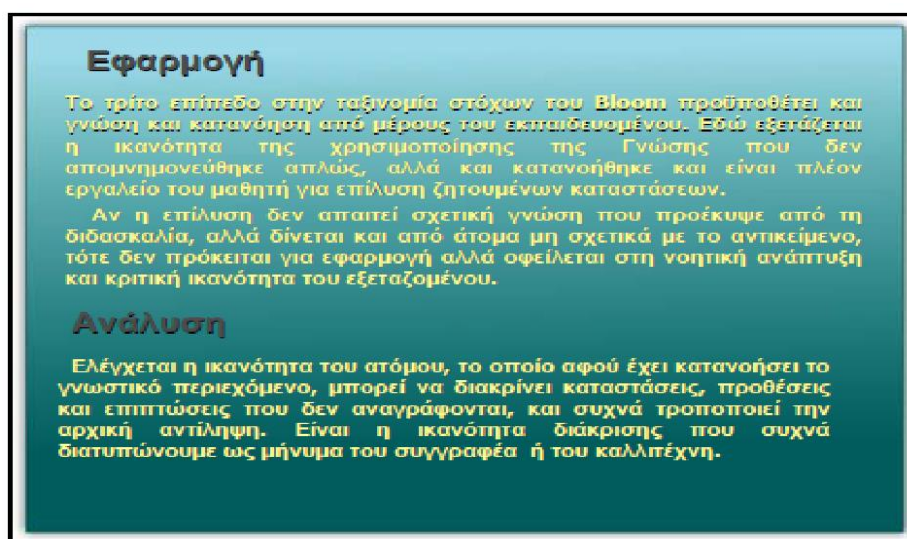 Εφαρμογή
Το τρίτο επίπεδο στην ταξινομία στόχων του Bloom προϋποθέτει και
γνώση και κατανόηση από μέρους του εκπαιδευομένου. Εδώ εξετάζεται
η ικανότητα της χρησιμοποίησης της Γνώσης που δεν
απομνημονεύθηκε απλώς, αλλά και κατανοήθηκε και είναι πλέον
εργαλείο του μαθητή για επίλυση ζητουμένων καταστάσεων.
Αν η επίλυση δεν απαιτεί σχετική γνώση που προέκυψε από τη
διδασκαλία, αλλά δίνεται και από άτομα μη σχετικά με το αντικείμενο,
τότε δεν πρόκειται για εφαρμογή αλλά οφείλεται στη νοητική ανάπτυξη
και κριτική ικανότητα του εξεταζομένου.
Ανάλυση
Ελέγχεται η ικανότητα του ατόμου, το οποίο αφού έχει κατανοήσει το
γνωστικό περιεχόμενο, μπορεί να διακρίνει καταστάσεις, προθέσεις
και επιπτώσεις που δεν αναγράφονται, και συχνά τροποποιεί την
αρχική αντίληψη. Είναι η ικανότητα διάκρισης που συχνά
διατυπώνουμε ως μήνυμα του συγγραφέα ή του καλλιτέχνη.